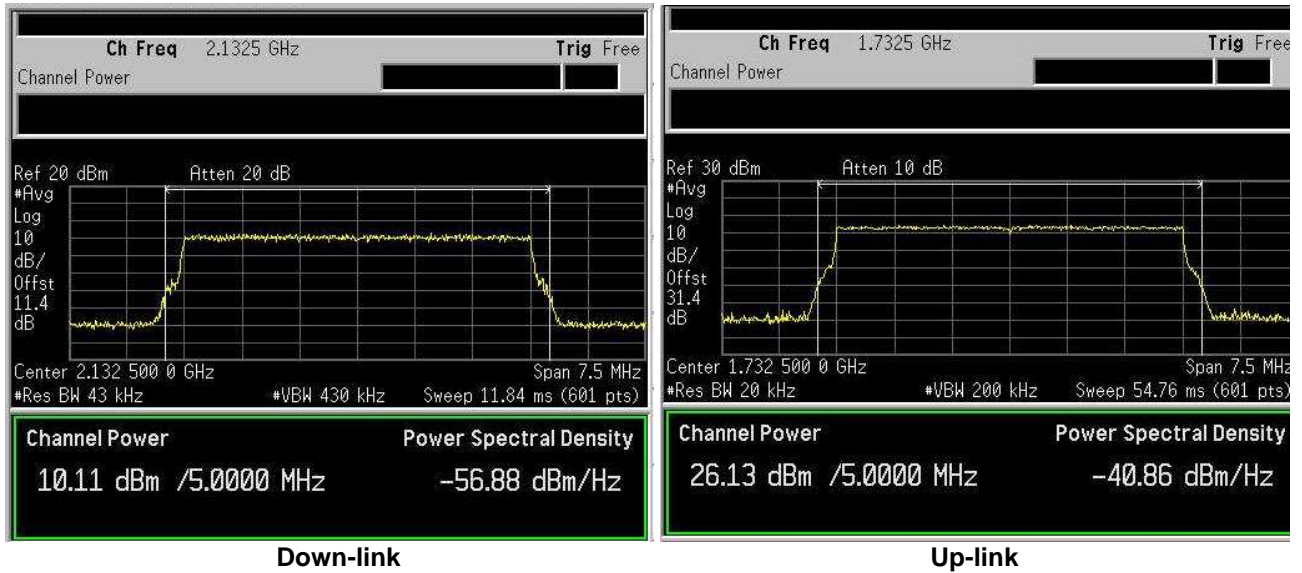 Ch Freq 2.1325 GHz Trig Free
Channel Power
Ref 20 dBm Atten 20 dB
#Avg
Log
10
dB/
Offst
11.4
dB
Center 2.132 500 0 GHz Span 7.5 MHz
#Res BW 43 kHz #VBW 430 kHz Sweep 11.84 ms (601 pts)
Channel Power Power Spectral Density
10.11 dBm /5.0000 MHz -56.88 dBm/Hz
Down-link
Ch Freq 1.7325 GHz Trig Free
Channel Power
Ref 30 dBm Atten 10 dB
#Avg
Log
10
dB/
Offst
31.4
dB
Center 1.732 500 0 GHz Span 7.5 MHz
#Res BW 20 kHz #VBW 200 kHz Sweep 54.76 ms (601 pts)
Channel Power Power Spectral Density
26.13 dBm /5.0000 MHz -40.86 dBm/Hz
Up-link